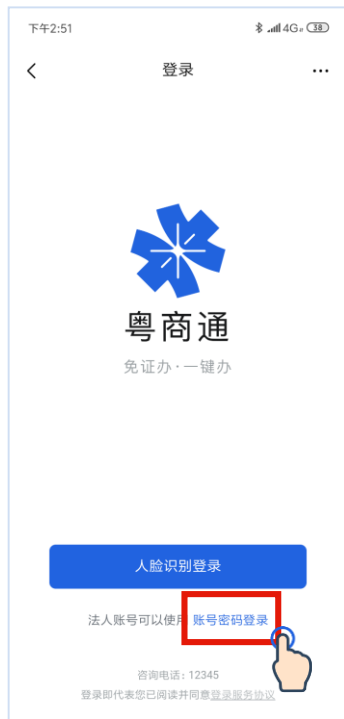 下午2:51
4G
38
登录
粤商通
免证办·一键办
人脸识别登录
法人账号可以使用 账号密码登录
咨询电话：12345
登录即代表您已阅读并同意登录服务协议